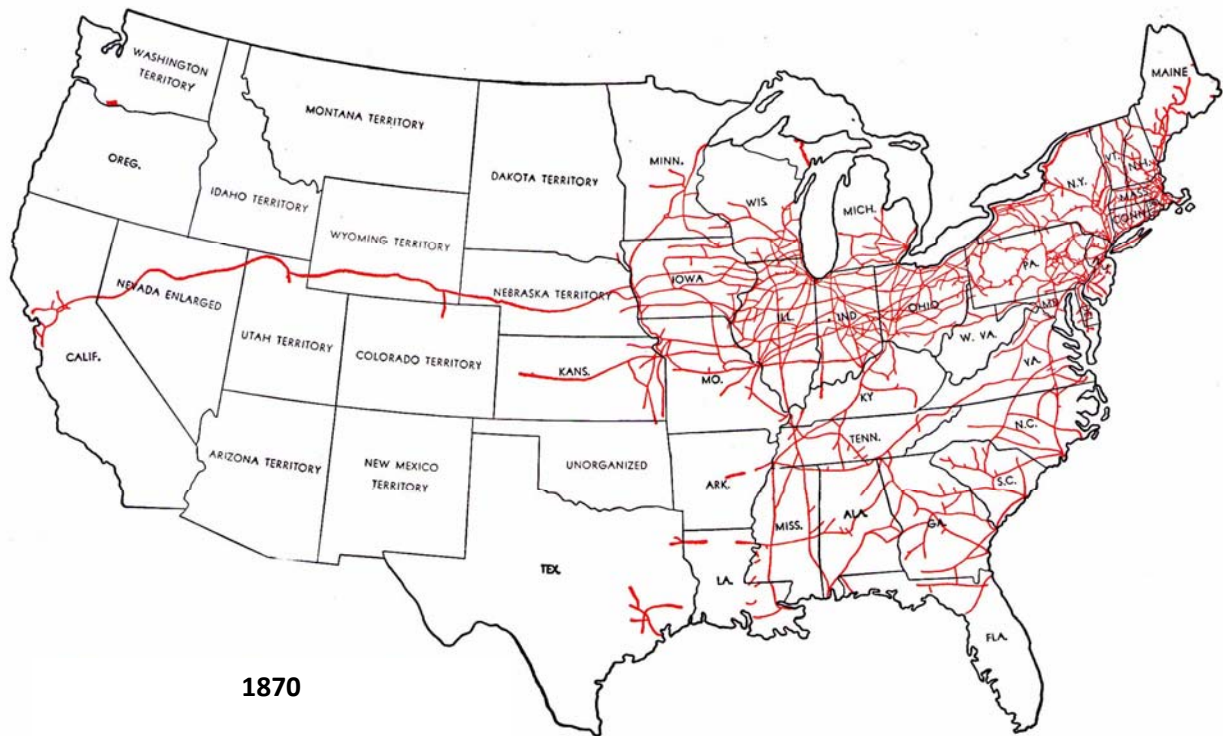 WASHINGTON
TERRITORY
MONTANA TERRITORY
DAKOTA TERRITORY
MINN.
MAINE
OREG.
IDAHO TERRITORY
WYOMING TERRITORY
WIS.
MICH.
N.Y.
VT.
N.H.
MASS.
CONN.
NEVADA ENLARGED
NEBRASKA TERRITORY
IOWA
ILL.
IND.
OHIO
PA.
MD.
CALIF.
UTAH TERRITORY
COLORADO TERRITORY
KANS.
MO.
KY
W. VA.
VA.
ARIZONA TERRITORY
NEW MEXICO
TERRITORY
UNORGANIZED
ARK.
TENN.
N.C.
S.C.
TEX.
LA.
MISS.
ALA.
GA.
FLA.
1870